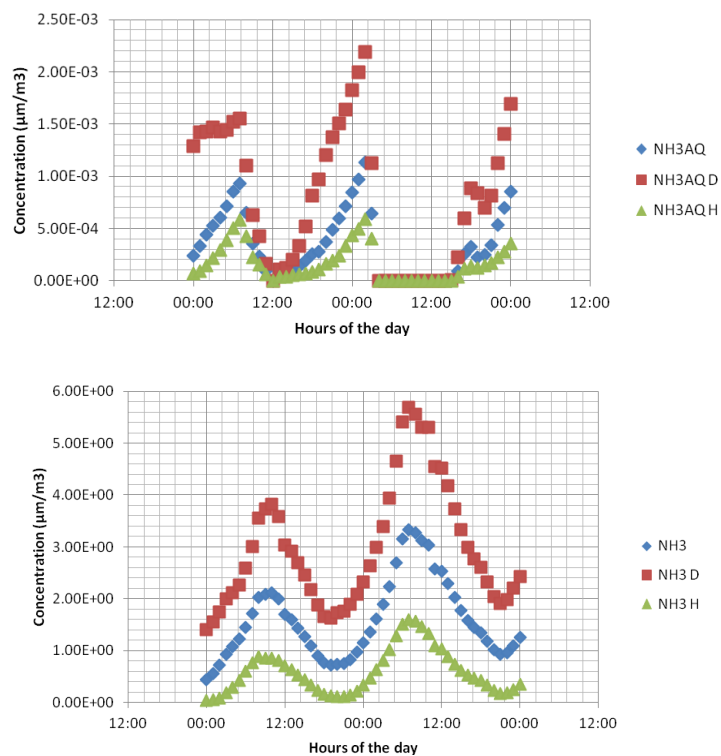 2.50E-03
2.00E-03
1.50E-03
1.00E-03
5.00E-04
0.00E+00
Concentration (µm/m3)
12:00 00:00 12:00 00:00 12:00 00:00 12:00
Hours of the day
NH3AQ
NH3AQ D
NH3AQ H
6.00E+00
5.00E+00
4.00E+00
3.00E+00
2.00E+00
1.00E+00
0.00E+00
Concentration (µm/m3)
12:00 00:00 12:00 00:00 12:00 00:00 12:00
Hours of the day
NH3
NH3 D
NH3 H